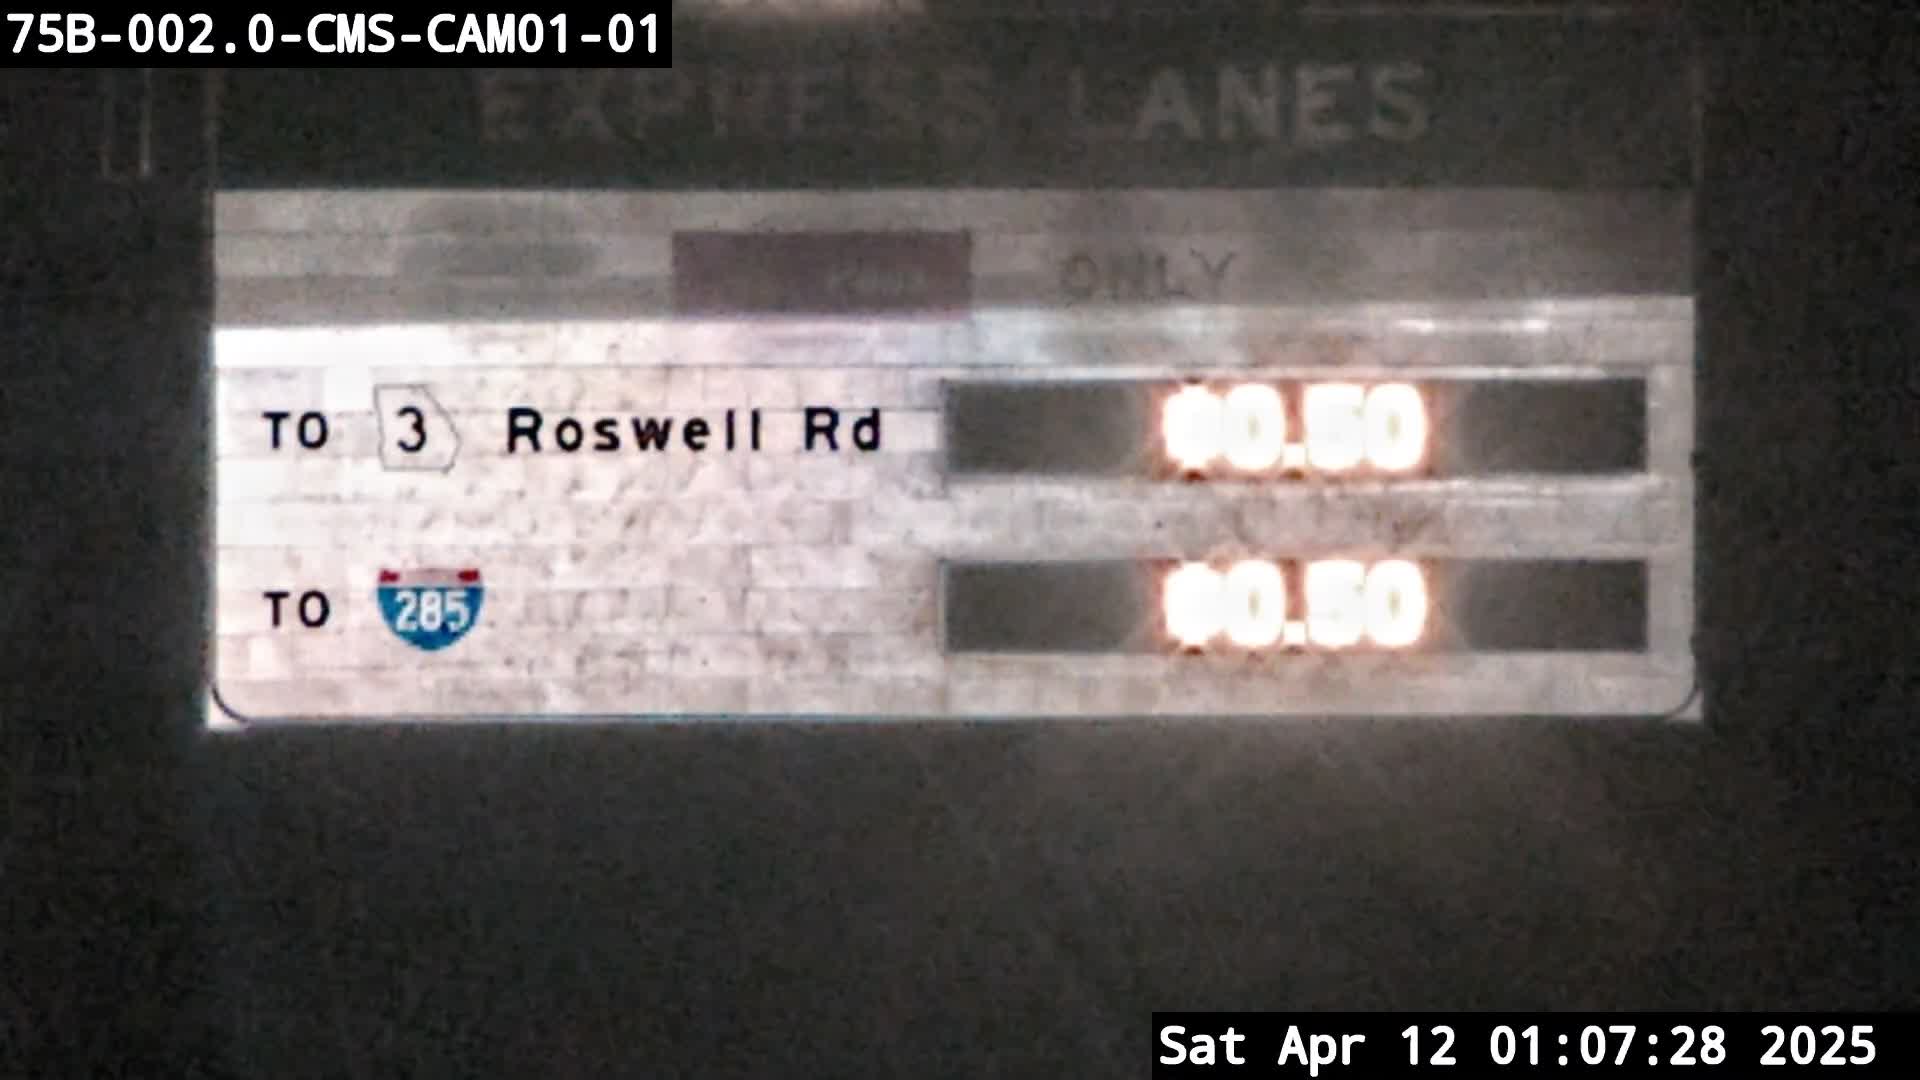 75B-002.0-CMS-CAM01-01
EXPRESS LANES
ONLY
TO 3 Roswell Rd $0.50
TO 285 $0.50
Sat Apr 12 01:07:28 2025